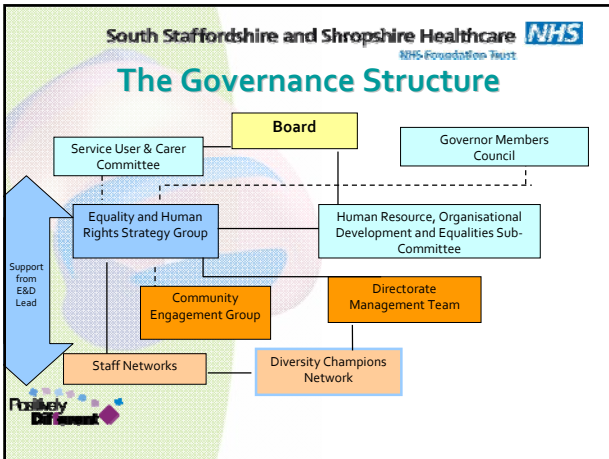 South Staffordshire and Shropshire Healthcare NHS
NHS Foundation Trust
The Governance Structure
Board
Service User & Carer
Committee
Governor Members
Council
Equality and Human
Rights Strategy Group
Human Resource, Organisational
Development and Equalities Sub-
Committee
Support
from
E&D
Lead
Community
Engagement Group
Directorate
Management Team
Staff Networks
Diversity Champions
Network
Positively
Different